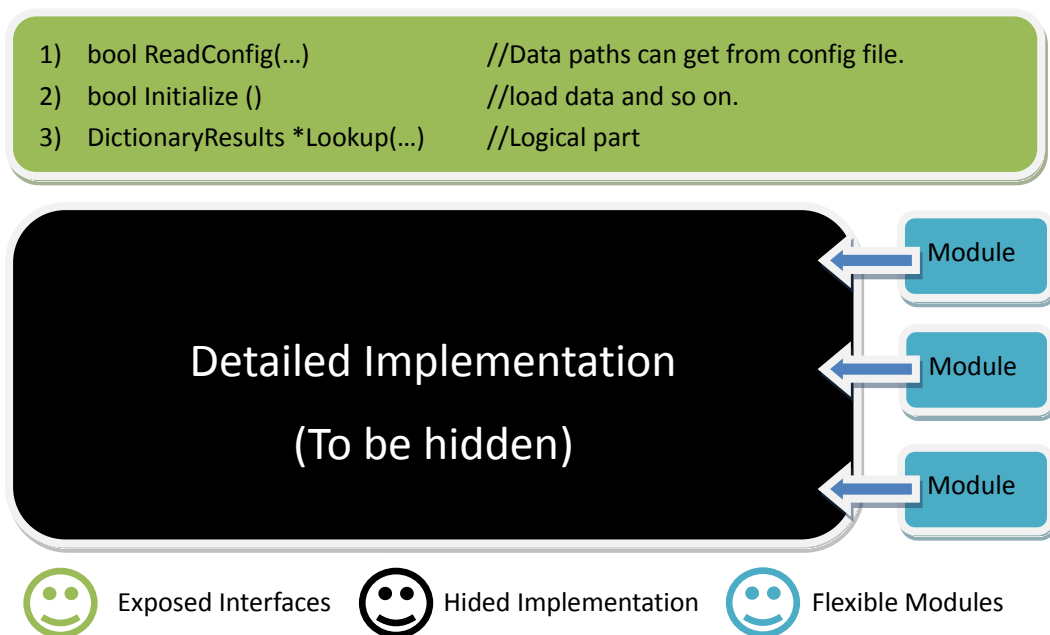 1) bool ReadConfig(…) //Data paths can get from config file.
2) bool Initialize () //load data and so on.
3) DictionaryResults *Lookup(…) //Logical part
Module
Detailed Implementation
Module
(To be hidden)
Module
Exposed Interfaces Hided Implementation Flexible Modules